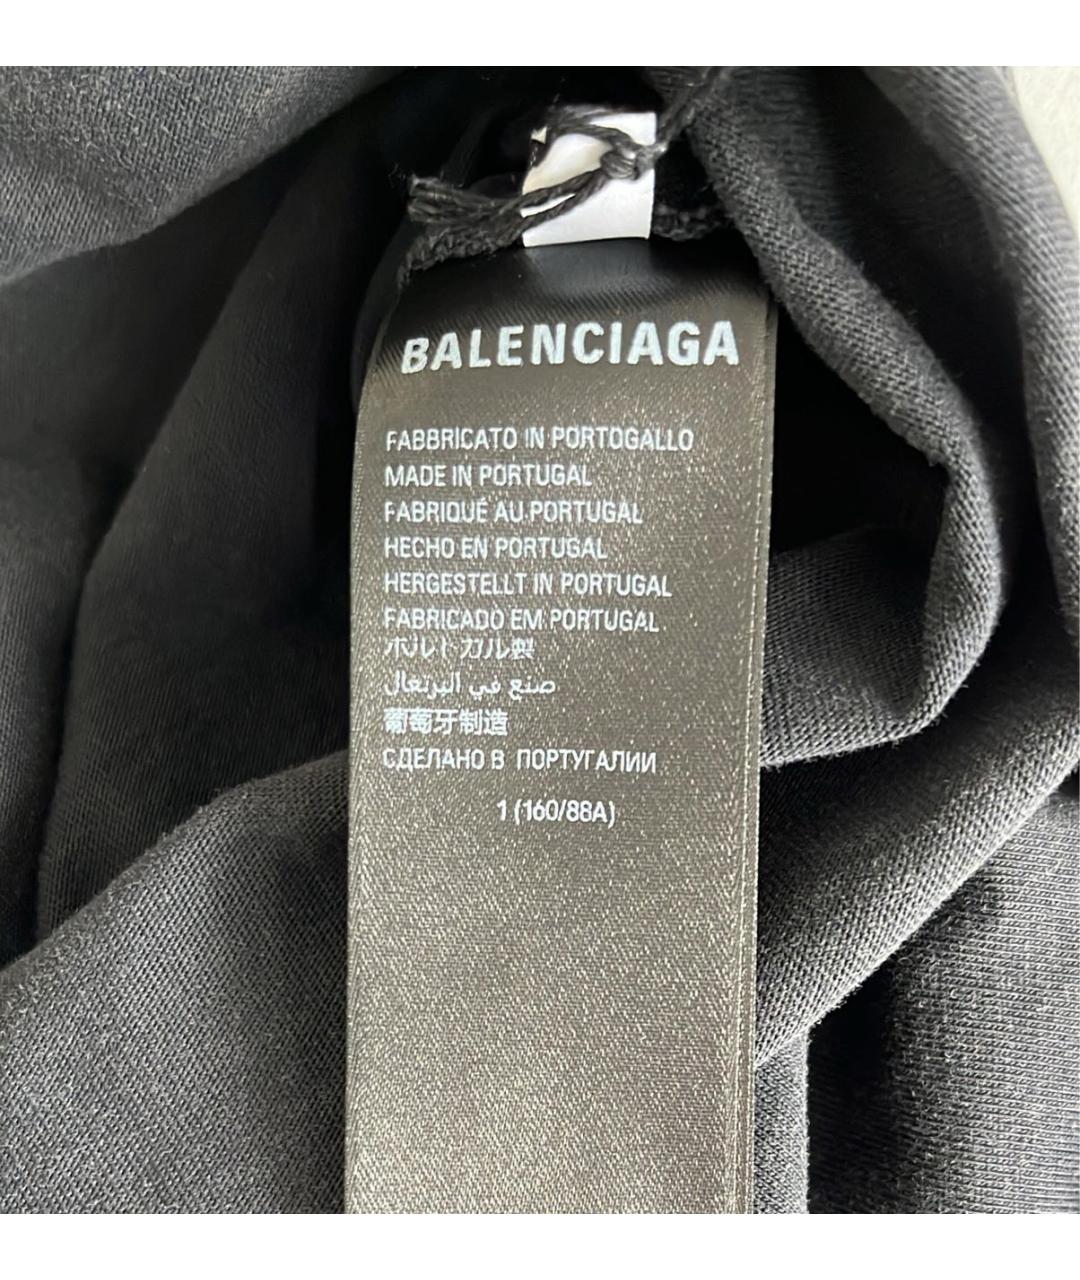 BALENCIAGA
FABBRICATO IN PORTOGALLO
MADE IN PORTUGAL
FABRIQUÉ AU PORTUGAL
HECHO EN PORTUGAL
HERGESTELLT IN PORTUGAL
FABRICADO EM PORTUGAL
ポルトガル製
صنع في البرتغال
葡萄牙制造
СДЕЛАНО В ПОРТУГАЛИИ
1 (160/88A)